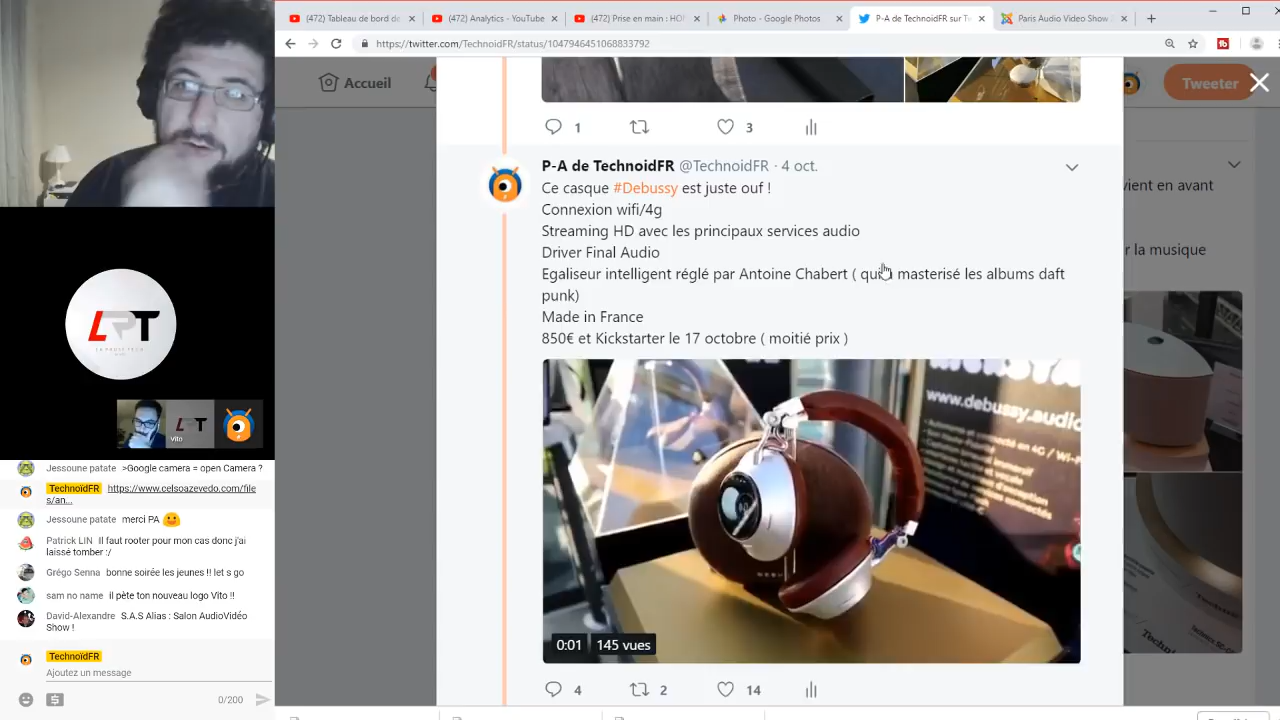 (472) Tableau de bord de
(472) Analytics - YouTube
(472) Prise en main : HO
Photo - Google Photos
P-A de TechnoidFR sur Tw
Paris Audio Video Show
https://twitter.com/TechnoidFR/status/1047946451068833792
Accueil
Tweeter
1
3
P-A de TechnoidFR @TechnoidFR · 4 oct.
Ce casque #Debussy est juste ouf !
Connexion wifi/4g
Streaming HD avec les principaux services audio
Driver Final Audio
Egaliseur intelligent réglé par Antoine Chabert ( qui a masterisé les albums daft
punk)
Made in France
850€ et Kickstarter le 17 octobre ( moitié prix )
vient en avant
r la musique
www.debussy.audio
0:01 145 vues
4
2
14
LPT
LPT
Vito
Jessoune patate >Google camera = open Camera ?
TechnoïdFR https://www.celsoazevedo.com/file
s/an...
Jessoune patate merci PA
Patrick LIN Il faut rooter pour mon cas donc j'ai
laissé tomber :/
Grégo Senna bonne soirée les jeunes !! let s go
sam no name il pète ton nouveau logo Vito !!
David-Alexandre S.A.S Alias : Salon AudioVidéo
Show !
TechnoïdFR
Ajoutez un message
0/200